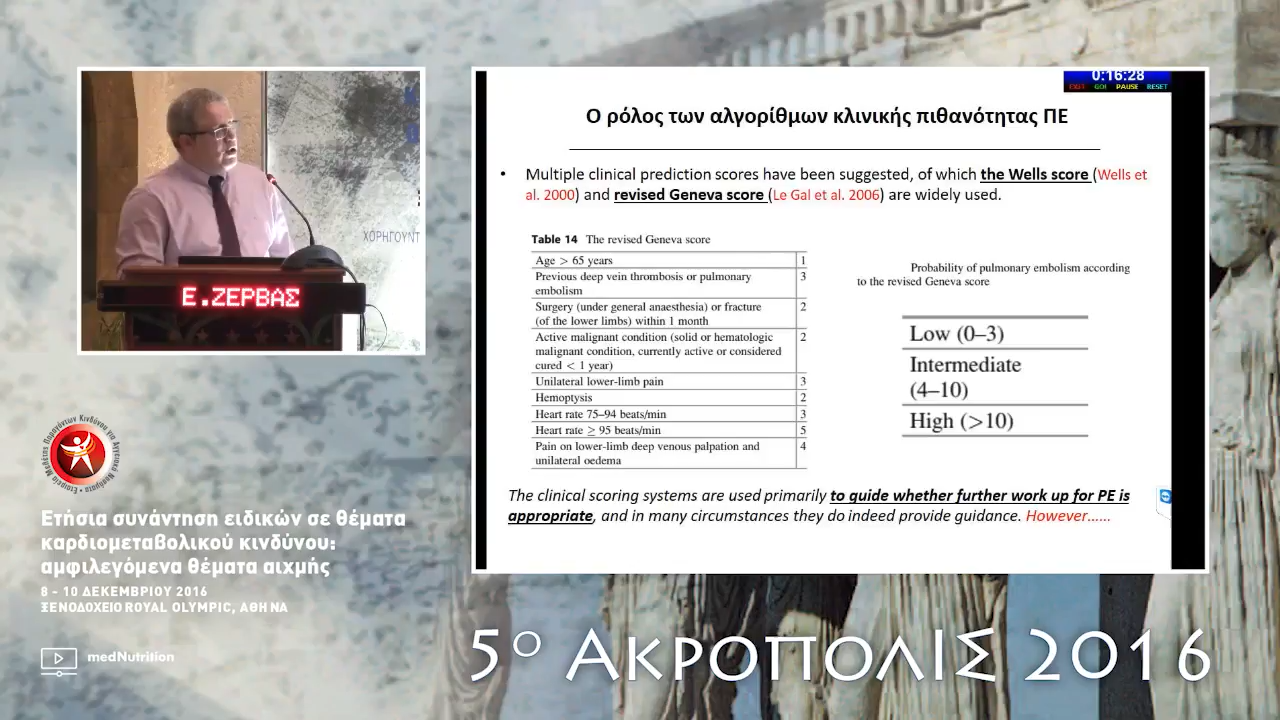 0:16:28
EXIT GO! PAUSE RESET
Ο ρόλος των αλγορίθμων κλινικής πιθανότητας ΠΕ
• Multiple clinical prediction scores have been suggested, of which the Wells score (Wells et
al. 2000) and revised Geneva score (Le Gal et al. 2006) are widely used.
Table 14 The revised Geneva score
Age > 65 years 1
Previous deep vein thrombosis or pulmonary 3
embolism
Surgery (under general anaesthesia) or fracture 2
(of the lower limbs) within 1 month
Active malignant condition (solid or hematologic 2
malignant condition, currently active or considered
cured < 1 year)
Unilateral lower-limb pain 3
Hemoptysis 2
Heart rate 75–94 beats/min 3
Heart rate ≥ 95 beats/min 5
Pain on lower-limb deep venous palpation and 4
unilateral oedema
Probability of pulmonary embolism according
to the revised Geneva score
Low (0–3)
Intermediate
(4–10)
High (>10)
The clinical scoring systems are used primarily to guide whether further work up for PE is
appropriate, and in many circumstances they do indeed provide guidance. However......
ΧΟΡΗΓΟΥΝΤ
Ε.ΖΕΡΒΑΣ
Εταιρεία Μελέτης Παραγόντων Κινδύνου για Αγγειακά Νοσήματα
Ετήσια συνάντηση ειδικών σε θέματα
καρδιομεταβολικού κινδύνου:
αμφιλεγόμενα θέματα αιχμής
8 - 10 ΔΕΚΕΜΒΡΙΟΥ 2016
ΞΕΝΟΔΟΧΕΙΟ ROYAL OLYMPIC, ΑΘΗΝΑ
medNutrition
5ο ΑΚΡΟΠΟΛΙΣ 2016